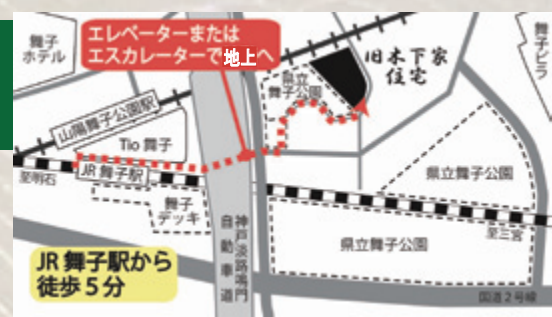 舞子
ホテル
エレベーターまたは
エスカレーターで地上へ
旧木下家
住宅
舞子ビラ
県立
舞子公園
山陽舞子公園駅
Tio 舞子
JR 舞子駅
至明石
舞子
デッキ
神戸淡路鳴門
自動車道
県立舞子公園
県立舞子公園
至三宮
国道2号線
JR 舞子駅から
徒歩 5 分